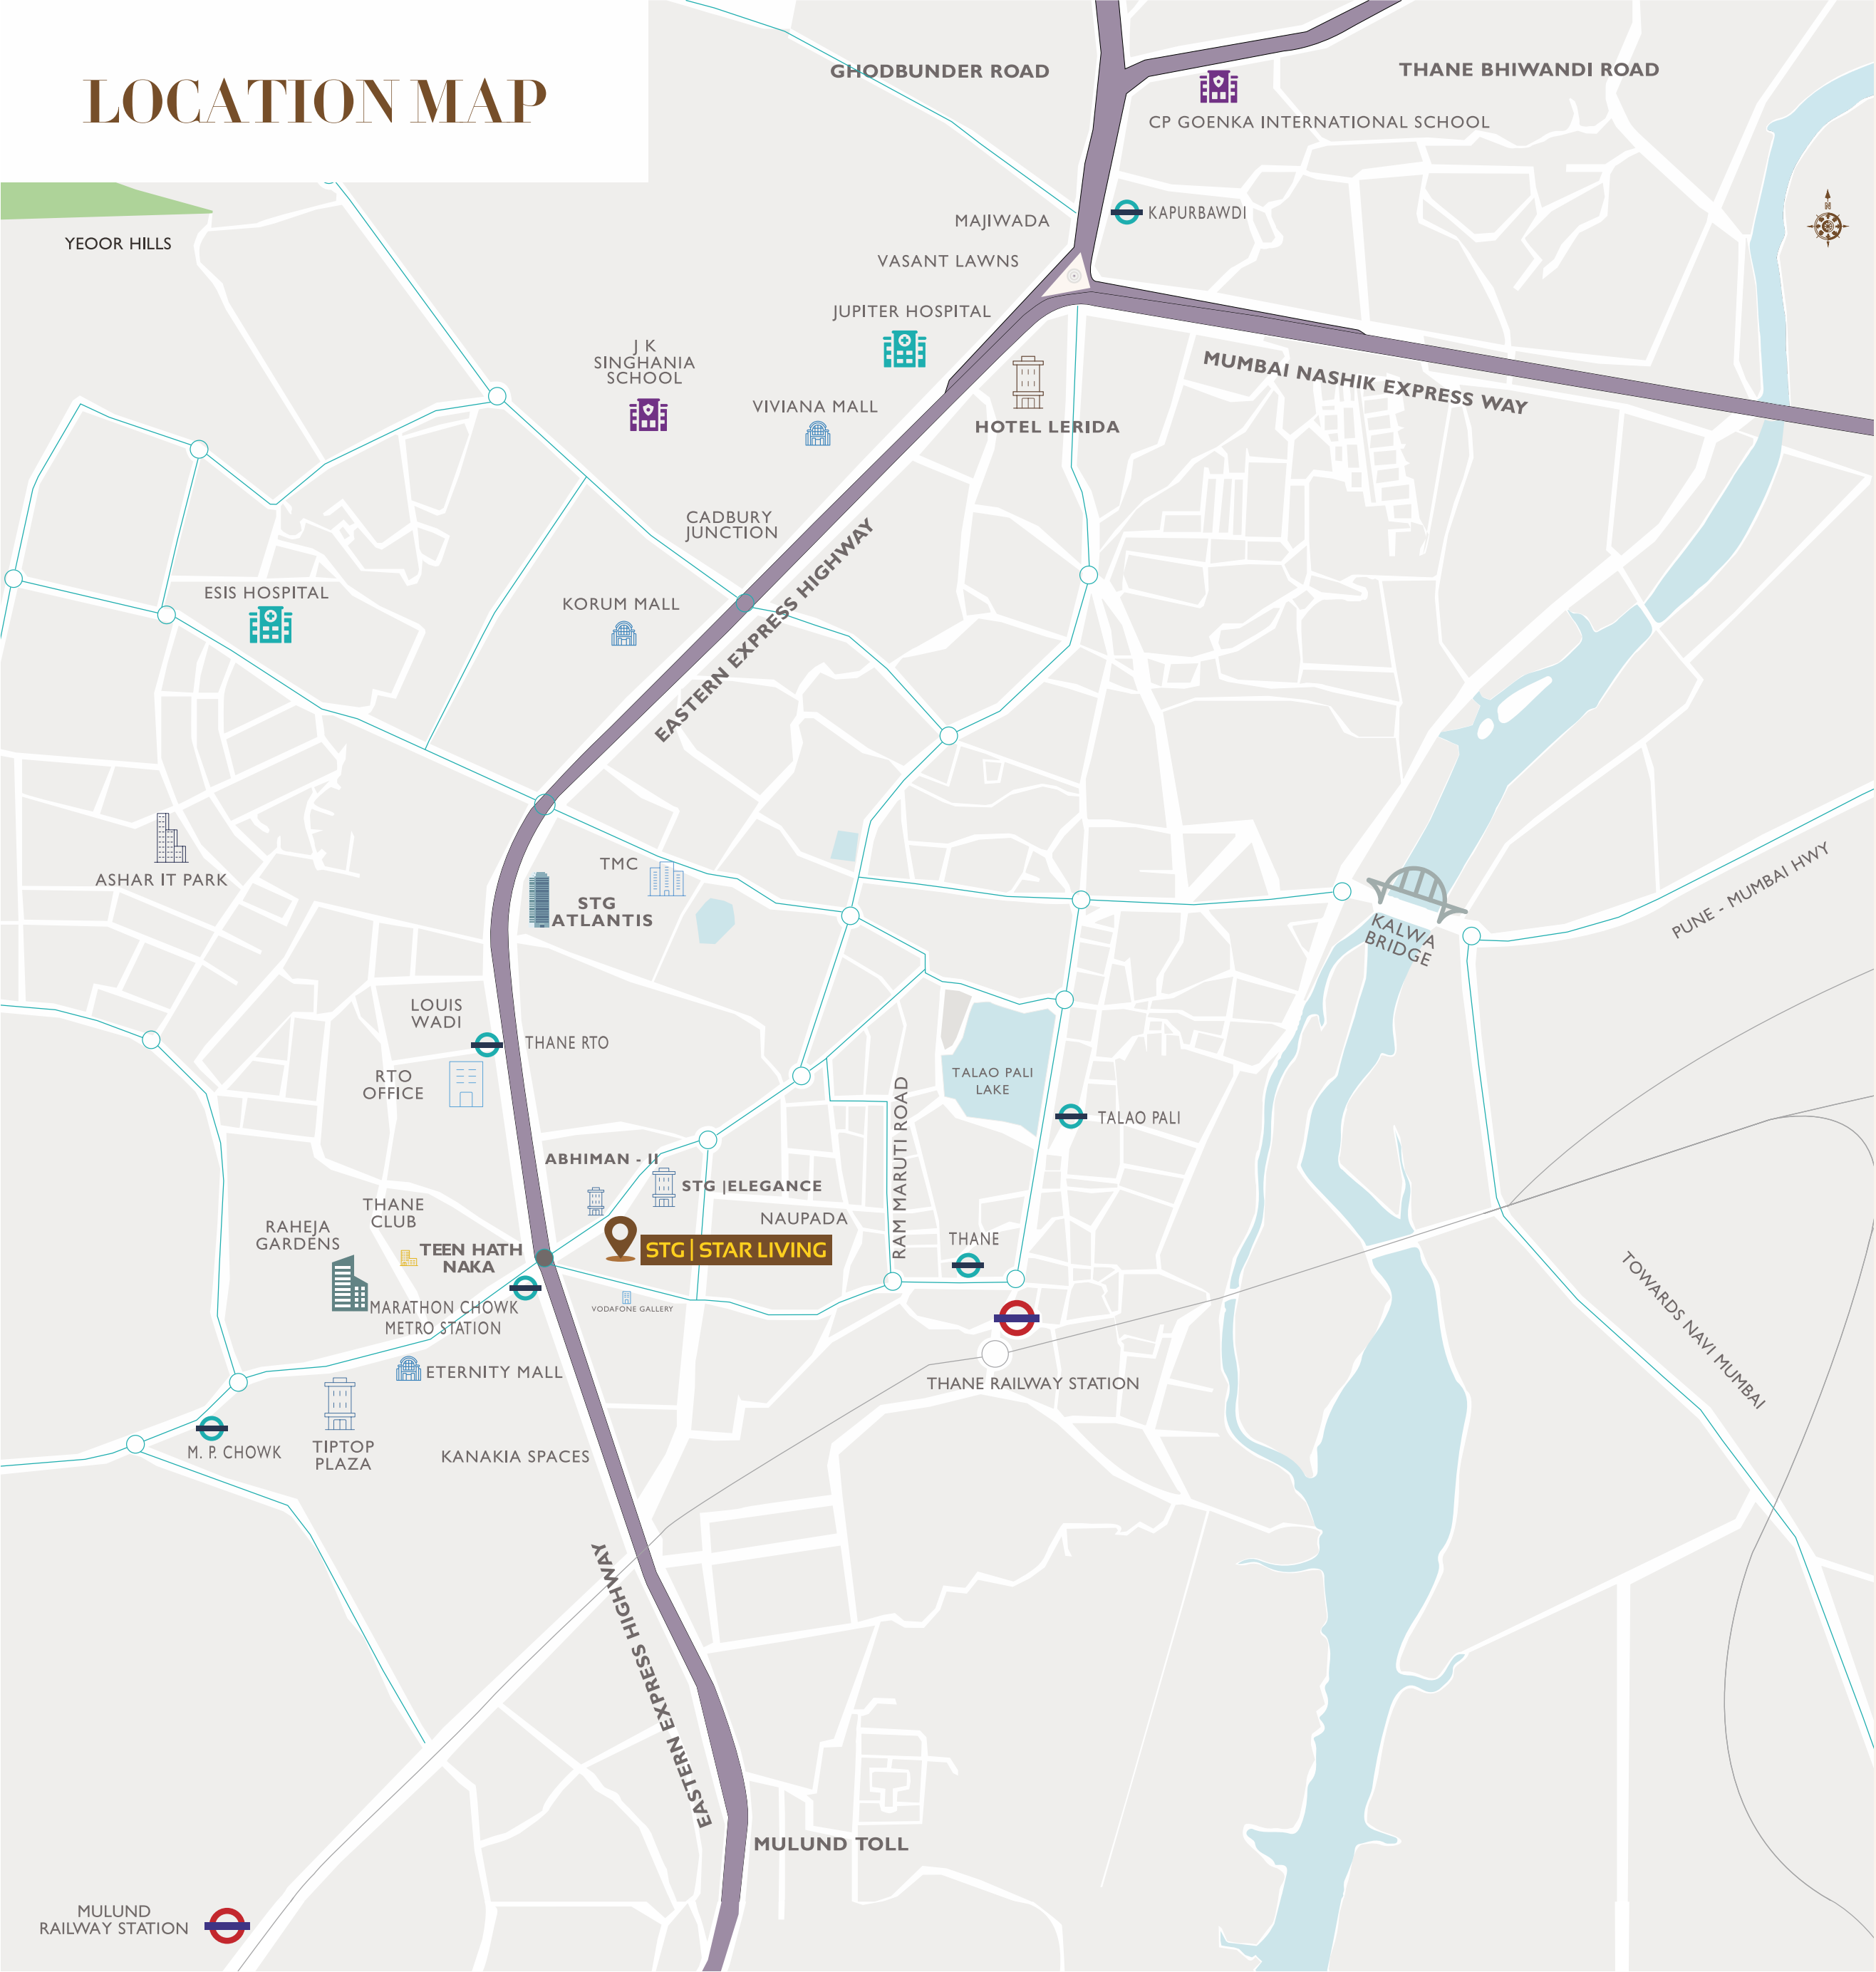 LOCATION MAP
GHODBUNDER ROAD
THANE BHIWANDI ROAD
CP GOENKA INTERNATIONAL SCHOOL
N
KAPURBAWDI
MAJIWADA
YEOOR HILLS
VASANT LAWNS
JUPITER HOSPITAL
J K
SINGHANIA
SCHOOL
MUMBAI NASHIK EXPRESS WAY
VIVIANA MALL
HOTEL LERIDA
CADBURY
JUNCTION
EASTERN EXPRESS HIGHWAY
ESIS HOSPITAL
KORUM MALL
TMC
ASHAR IT PARK
STG
ATLANTIS
PUNE - MUMBAI HWY
KALWA
BRIDGE
LOUIS
WADI
THANE RTO
RTO
OFFICE
TALAO PALI
LAKE
TALAO PALI
RAM MARUTI ROAD
ABHIMAN - II
STG |ELEGANCE
THANE
CLUB
NAUPADA
RAHEJA
GARDENS
THANE
TEEN HATH
NAKA
STG | STAR LIVING
MARATHON CHOWK
METRO STATION
VODAFONE GALLERY
TOWARDS NAVI MUMBAI
ETERNITY MALL
THANE RAILWAY STATION
M. P. CHOWK
TIPTOP
PLAZA
KANAKIA SPACES
EASTERN EXPRESS HIGHWAY
MULUND TOLL
MULUND
RAILWAY STATION